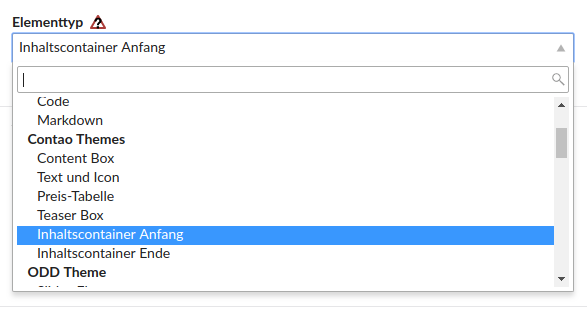 Elementtyp
Inhaltscontainer Anfang
Code
Markdown
Contao Themes
Content Box
Text und Icon
Preis-Tabelle
Teaser Box
Inhaltscontainer Anfang
Inhaltscontainer Ende
ODD Theme